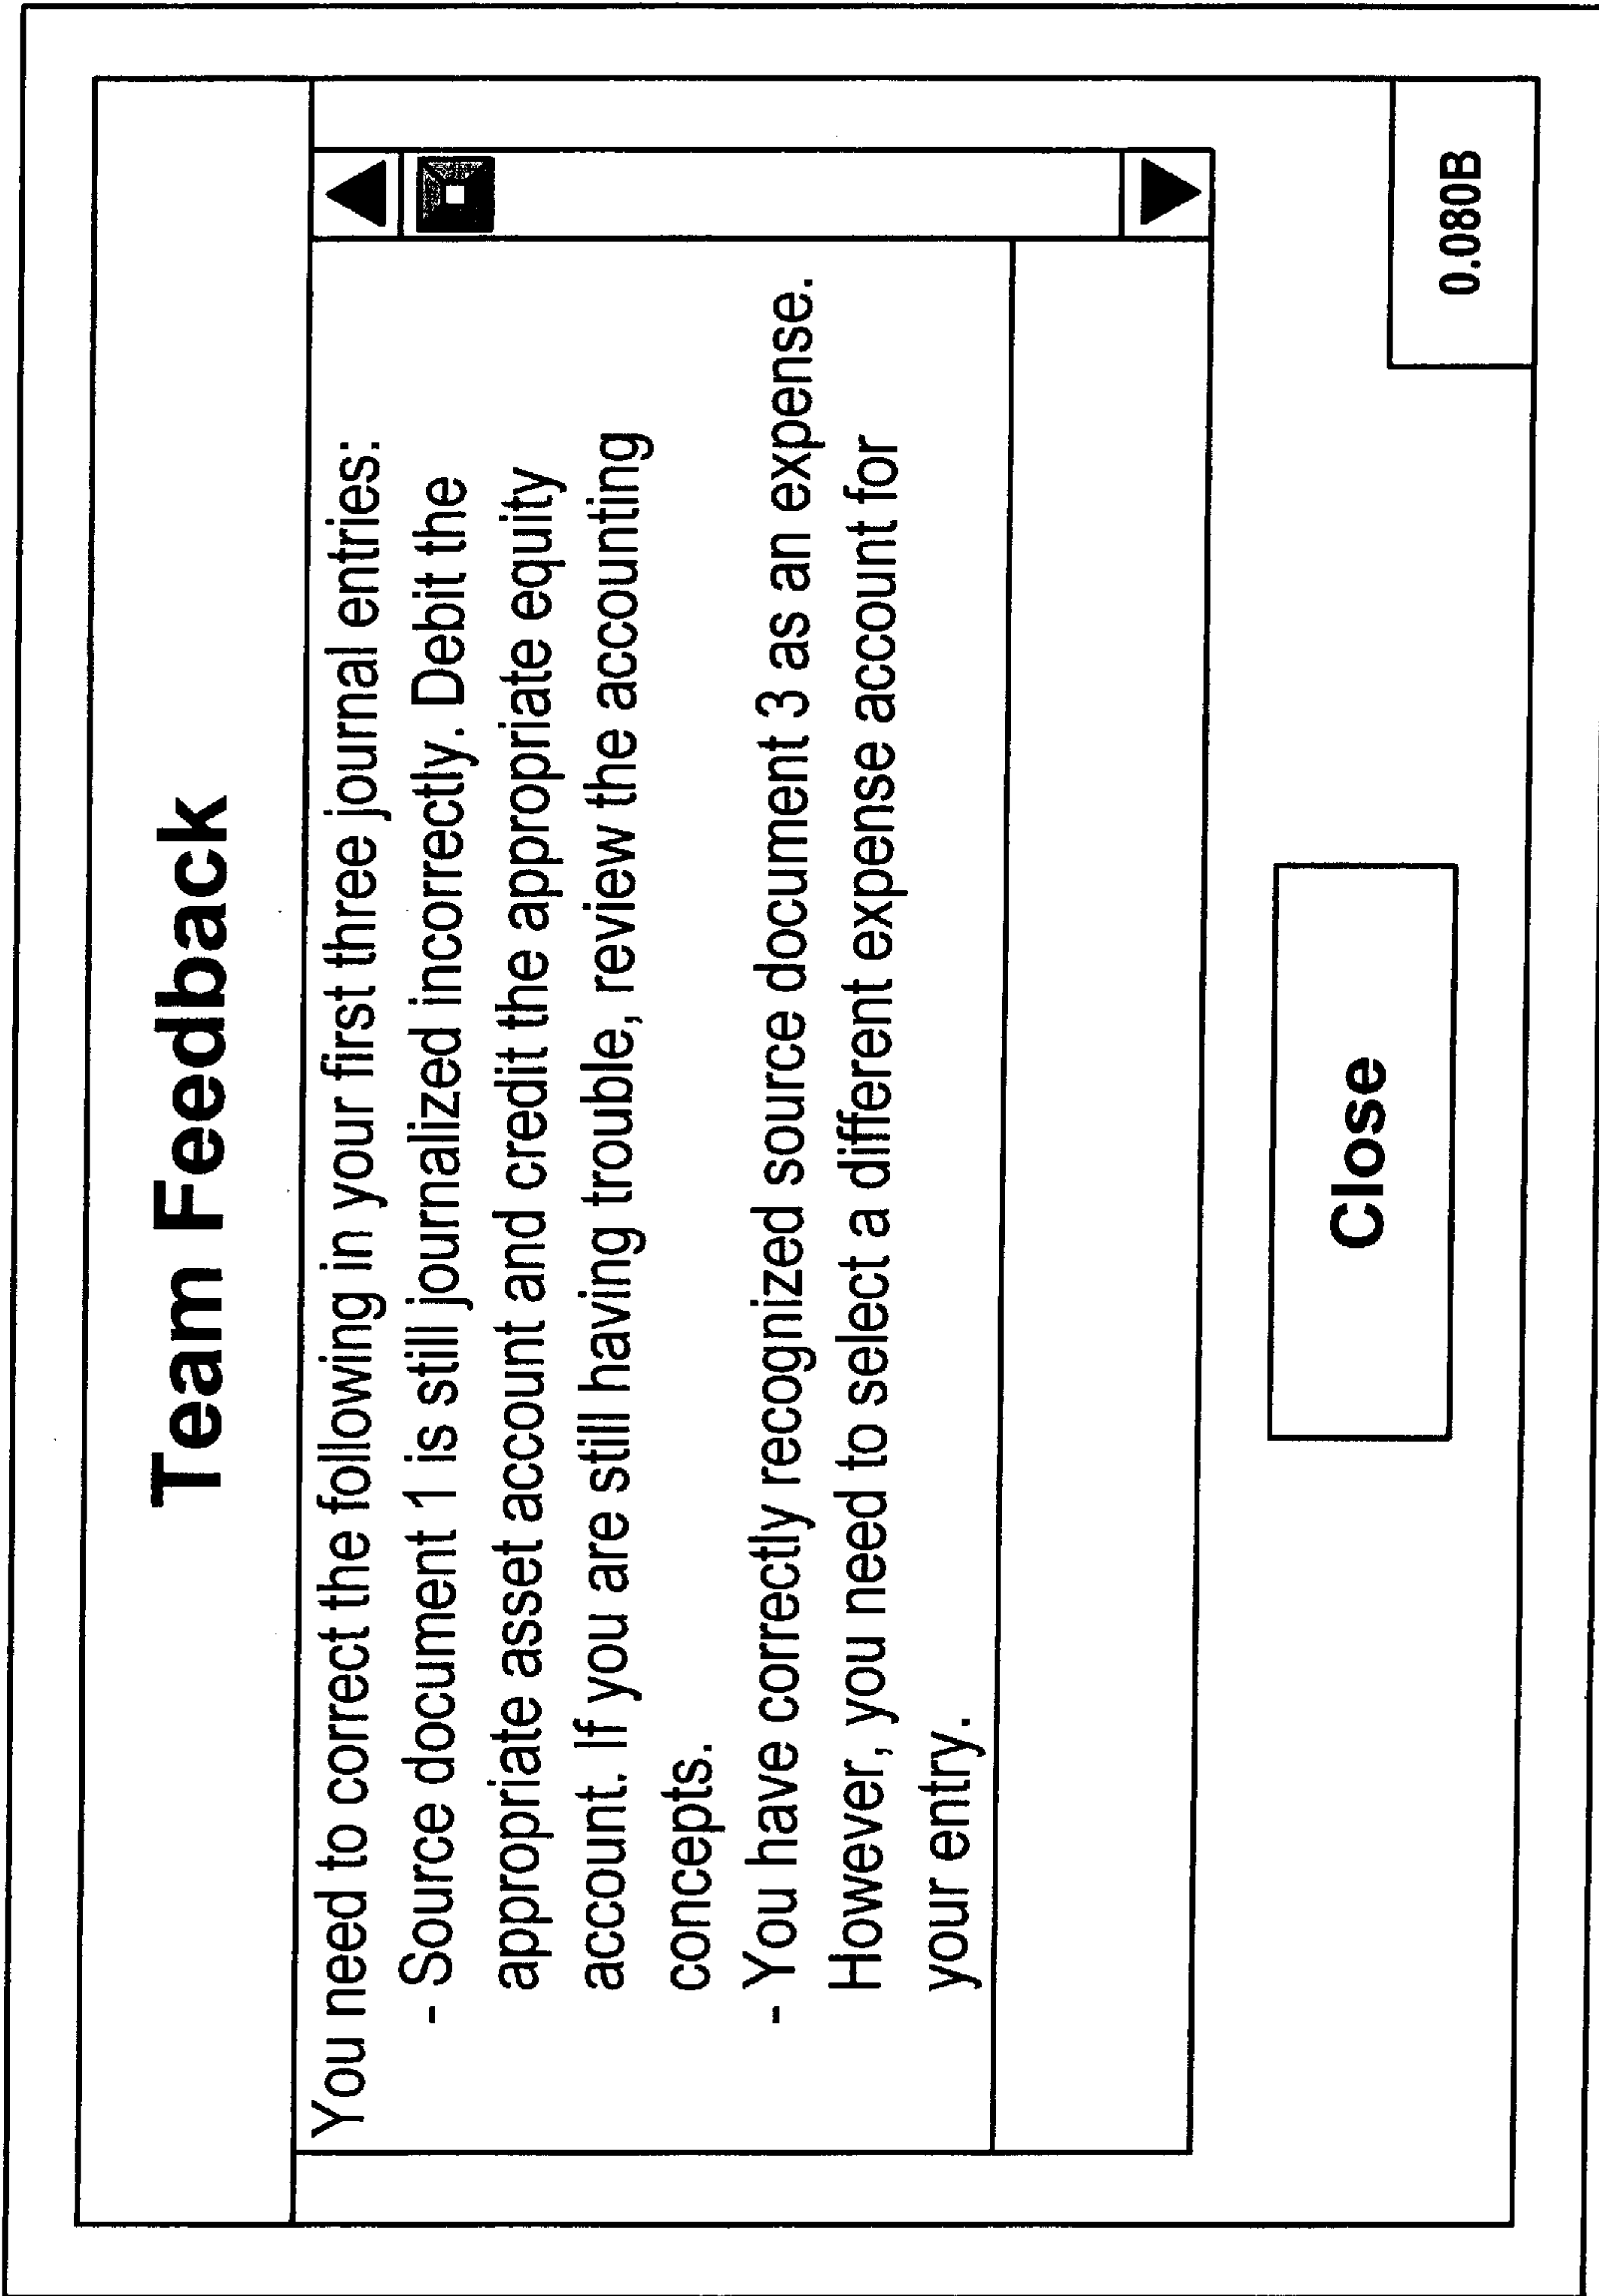 Team Feedback
You need to correct the following in your first three journal entries:
- Source document 1 is still journalized incorrectly. Debit the
appropriate asset account and credit the appropriate equity
account. If you are still having trouble, review the accounting
concepts.
- You have correctly recognized source document 3 as an expense.
However, you need to select a different expense account for
your entry.
Close
0.080B